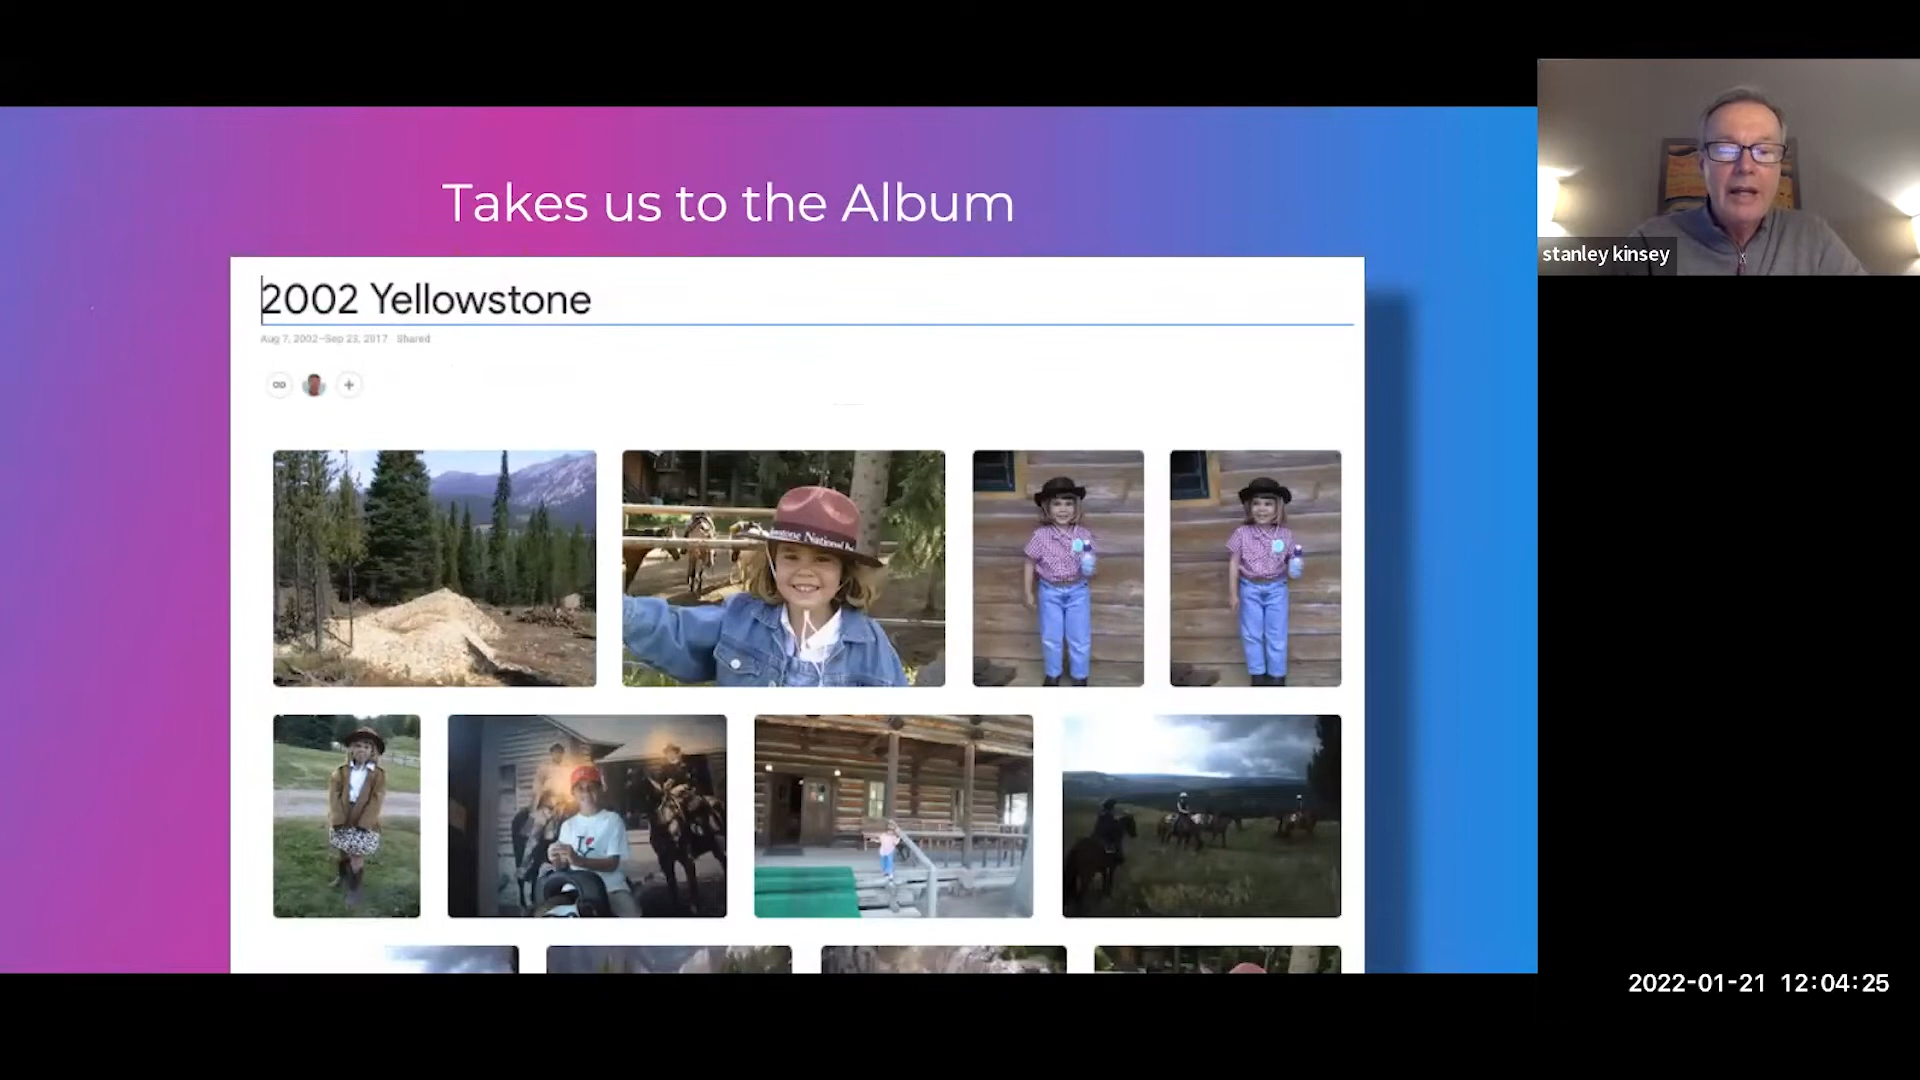 Takes us to the Album
stanley kinsey
2002 Yellowstone
Aug 7, 2002–Sep 23, 2017 Shared
2022-01-21 12:04:25